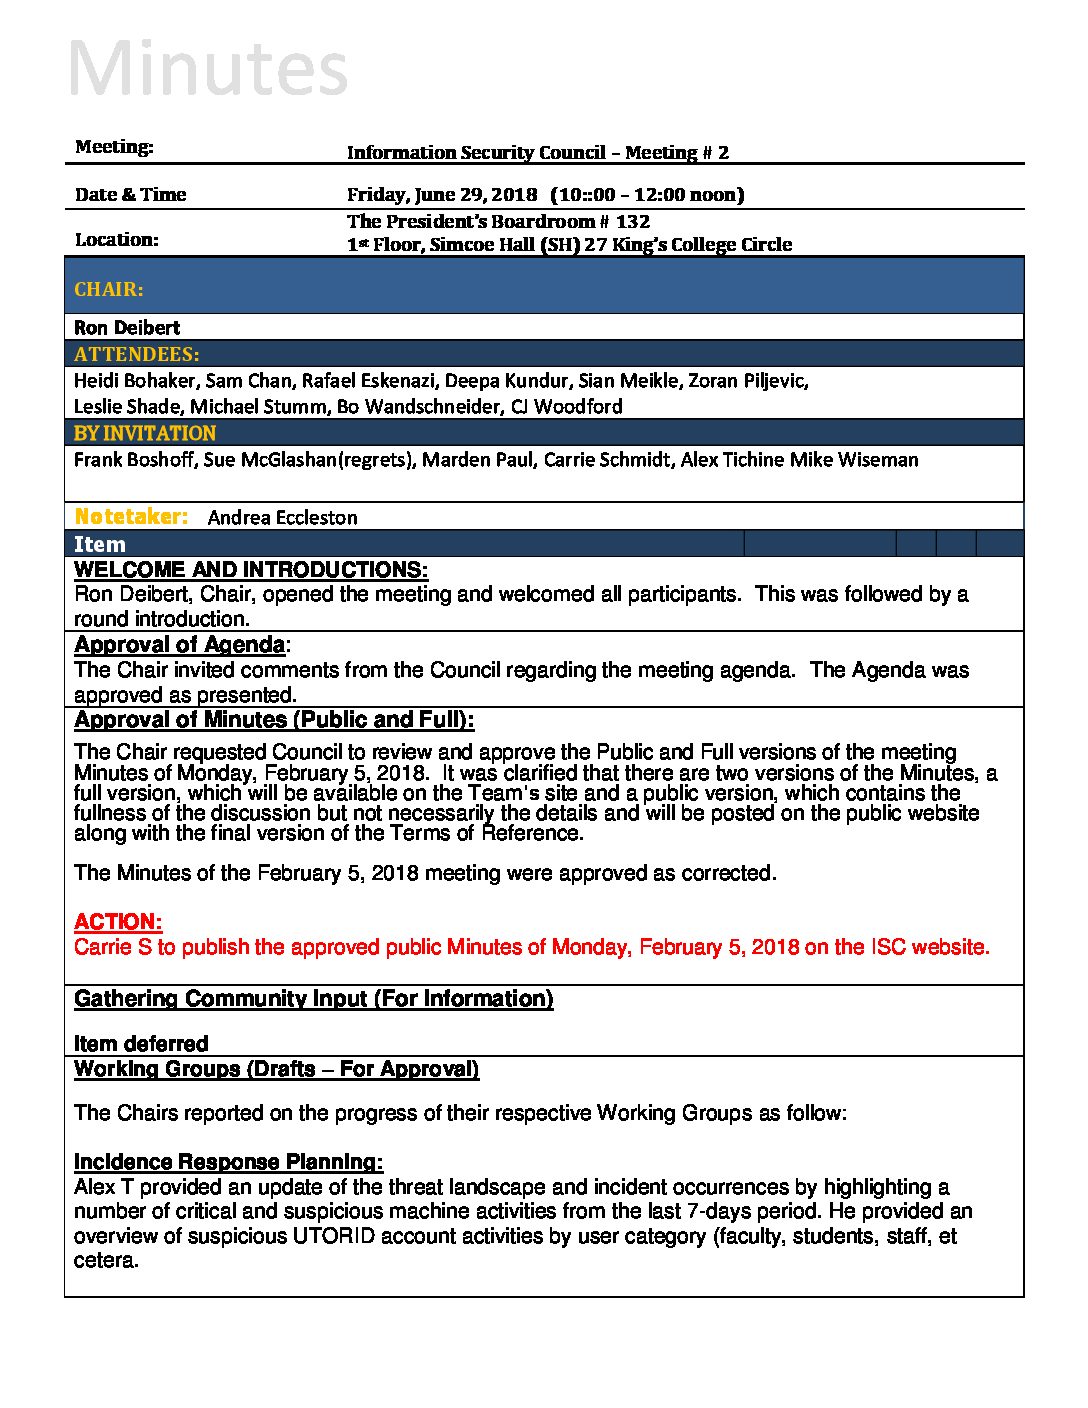 Minutes
Meeting:
Information Security Council – Meeting # 2
Date & Time
Friday, June 29, 2018 (10::00 – 12:00 noon)
The President's Boardroom # 132
Location:
1st Floor, Simcoe Hall (SH) 27 King's College Circle
CHAIR:
Ron Deibert
ATTENDEES:
Heidi Bohaker, Sam Chan, Rafael Eskenazi, Deepa Kundur, Sian Meikle, Zoran Piljevic,
Leslie Shade, Michael Stumm, Bo Wandschneider, CJ Woodford
BY INVITATION
Frank Boshoff, Sue McGlashan(regrets), Marden Paul, Carrie Schmidt, Alex Tichine Mike Wiseman
Notetaker: Andrea Eccleston
Item
WELCOME AND INTRODUCTIONS:
Ron Deibert, Chair, opened the meeting and welcomed all participants. This was followed by a
round introduction.
Approval of Agenda:
The Chair invited comments from the Council regarding the meeting agenda. The Agenda was
approved as presented.
Approval of Minutes (Public and Full):
The Chair requested Council to review and approve the Public and Full versions of the meeting
Minutes of Monday, February 5, 2018. It was clarified that there are two versions of the Minutes, a
full version, which will be available on the Team's site and a public version, which contains the
fullness of the discussion but not necessarily the details and will be posted on the public website
along with the final version of the Terms of Reference.
The Minutes of the February 5, 2018 meeting were approved as corrected.
ACTION:
Carrie S to publish the approved public Minutes of Monday, February 5, 2018 on the ISC website.
Gathering Community Input (For Information)
Item deferred
Working Groups (Drafts – For Approval)
The Chairs reported on the progress of their respective Working Groups as follow:
Incidence Response Planning:
Alex T provided an update of the threat landscape and incident occurrences by highlighting a
number of critical and suspicious machine activities from the last 7-days period. He provided an
overview of suspicious UTORID account activities by user category (faculty, students, staff, et
cetera.